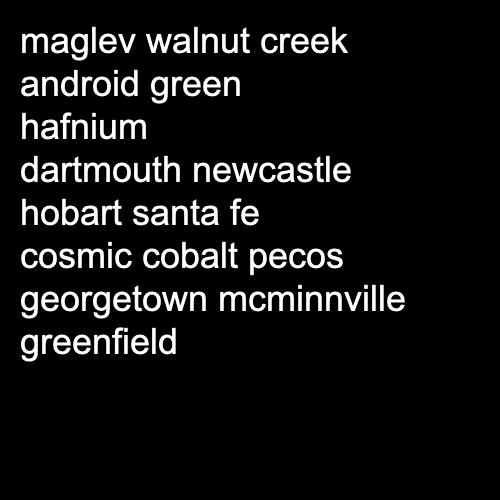 maglev walnut creek
android green
hafnium
dartmouth newcastle
hobart santa fe
cosmic cobalt pecos
georgetown mcminnville
greenfield